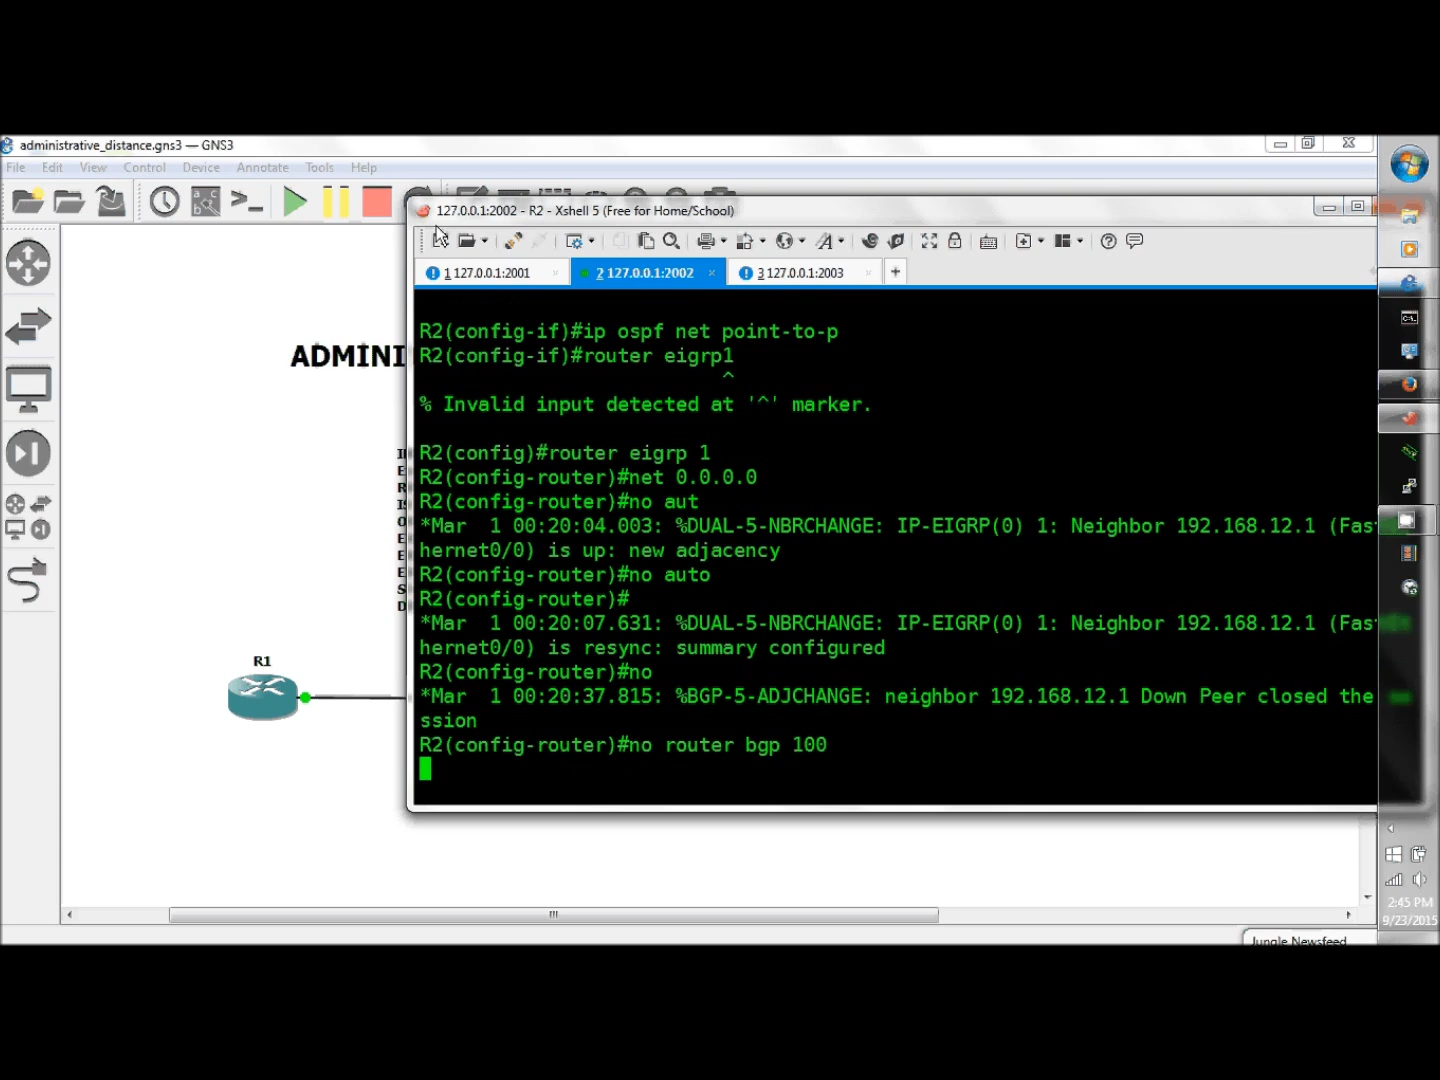 administrative_distance.gns3 — GNS3
File Edit View Control Device Annotate Tools Help
127.0.0.1:2002 - R2 - Xshell 5 (Free for Home/School)
1 127.0.0.1:2001
2 127.0.0.1:2002
3 127.0.0.1:2003
ADMINI
R1
R2(config-if)#ip ospf net point-to-p
R2(config-if)#router eigrp1
^
% Invalid input detected at '^' marker.
R2(config)#router eigrp 1
R2(config-router)#net 0.0.0.0
R2(config-router)#no aut
*Mar  1 00:20:04.003: %DUAL-5-NBRCHANGE: IP-EIGRP(0) 1: Neighbor 192.168.12.1 (Fast
hernet0/0) is up: new adjacency
R2(config-router)#no auto
R2(config-router)#
*Mar  1 00:20:07.631: %DUAL-5-NBRCHANGE: IP-EIGRP(0) 1: Neighbor 192.168.12.1 (Fast
hernet0/0) is resync: summary configured
R2(config-router)#no
*Mar  1 00:20:37.815: %BGP-5-ADJCHANGE: neighbor 192.168.12.1 Down Peer closed the
ssion
R2(config-router)#no router bgp 100
2:45 PM
9/23/2015
Jungle Newsfeed